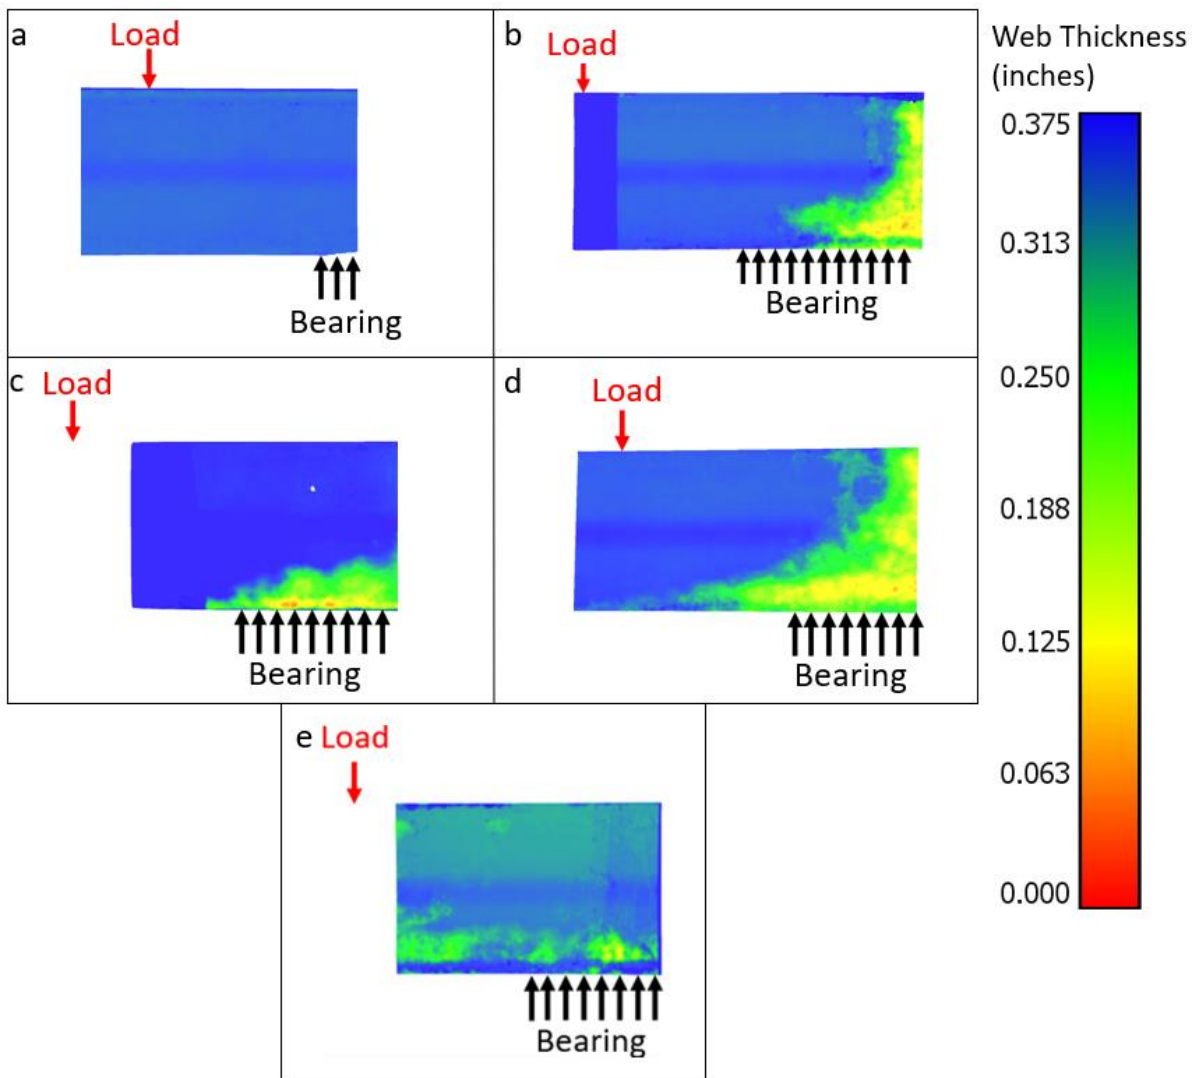 a
Load
Bearing
b
Load
Bearing
c
Load
Bearing
d
Load
Bearing
e Load
Bearing
Web Thickness
(inches)
0.375
0.313
0.250
0.188
0.125
0.063
0.000